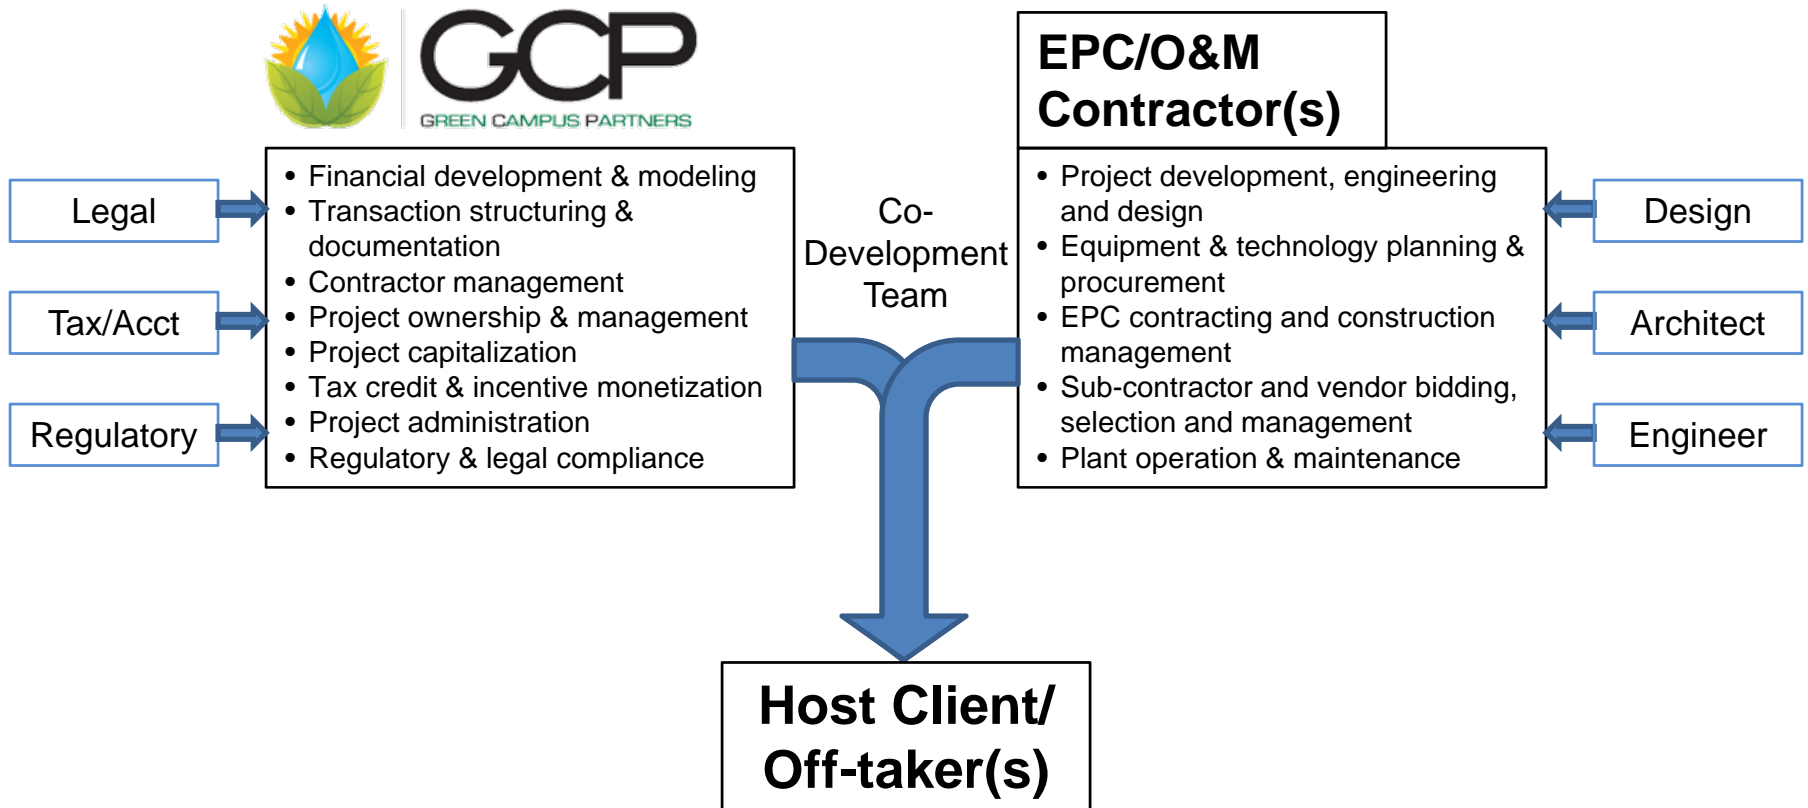 GCP
GREEN CAMPUS PARTNERS
EPC/O&M
Contractor(s)
Legal
Tax/Acct
Regulatory
• Financial development & modeling
• Transaction structuring &
documentation
• Contractor management
• Project ownership & management
• Project capitalization
• Tax credit & incentive monetization
• Project administration
• Regulatory & legal compliance
Co-
Development
Team
• Project development, engineering
and design
• Equipment & technology planning &
procurement
• EPC contracting and construction
management
• Sub-contractor and vendor bidding,
selection and management
• Plant operation & maintenance
Design
Architect
Engineer
Host Client/
Off-taker(s)